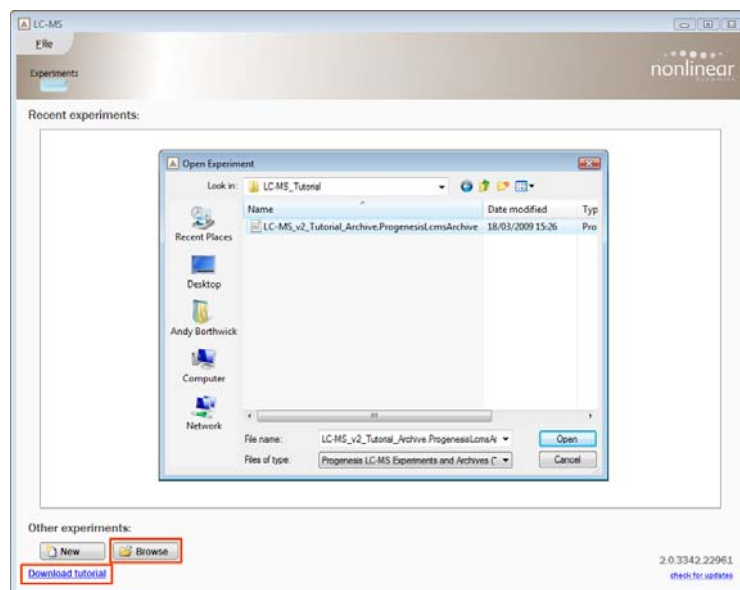 LC-MS
File
Experiments
nonlinear
DYNAMICS
Recent experiments:
Open Experiment
Look in: LC-MS_Tutorial
Name Date modified Typ
LC-MS_v2_Tutorial_Archive.ProgenesisLcmsArchive 18/03/2009 15:26 Pro
Recent Places
Desktop
Andy Borthwick
Computer
Network
File name: LC-MS_v2_Tutorial_Archive.ProgenesisLcmsAr
Open
Files of type: Progenesis LC-MS Experiments and Archives (*
Cancel
Other experiments:
New Browse
Download tutorial
2.0.3342.22961
check for updates